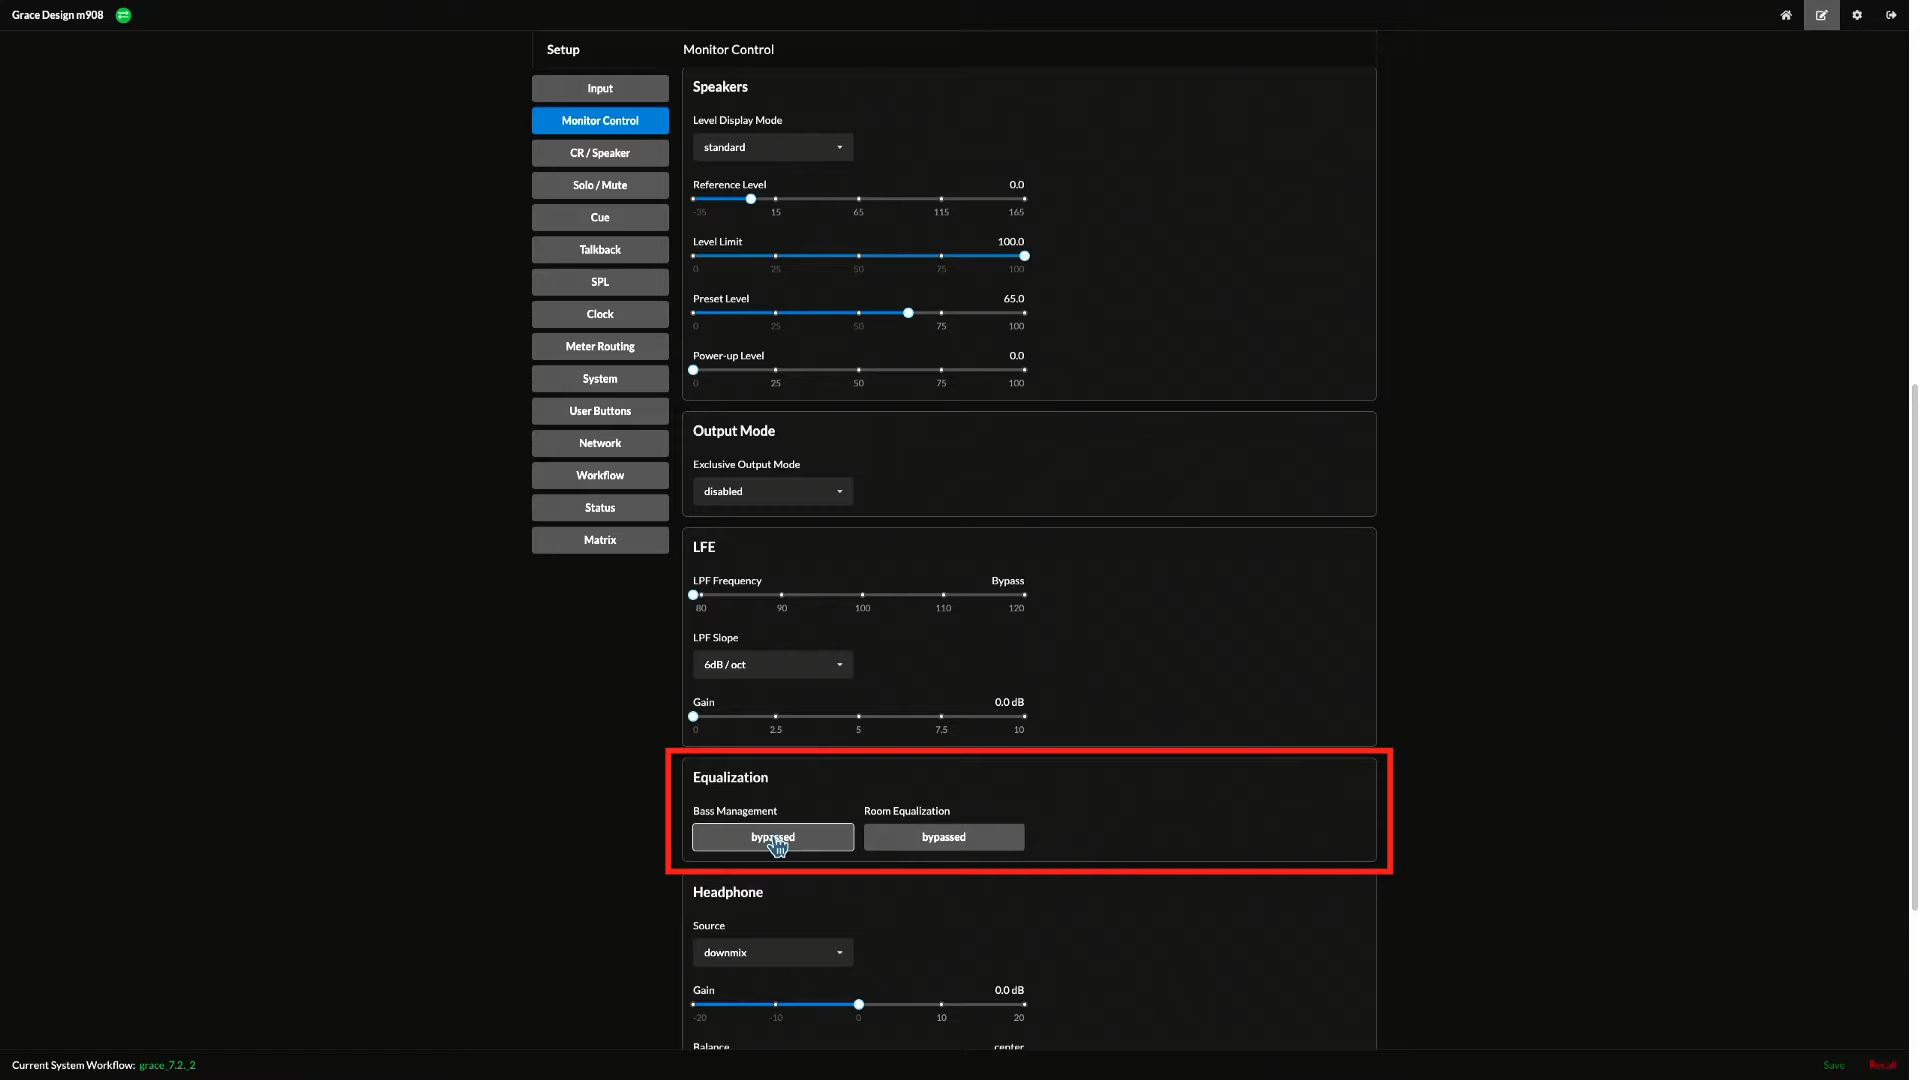 Grace Design m908
Setup
Monitor Control
Input
Monitor Control
CR / Speaker
Solo / Mute
Cue
Talkback
SPL
Clock
Meter Routing
System
User Buttons
Network
Workflow
Status
Matrix
Speakers
Level Display Mode
standard
Reference Level 0.0
-35 15 65 115 165
Level Limit 100.0
0 25 50 75 100
Preset Level 65.0
0 25 50 75 100
Power-up Level 0.0
0 25 50 75 100
Output Mode
Exclusive Output Mode
disabled
LFE
LPF Frequency Bypass
80 90 100 110 120
LPF Slope
6dB / oct
Gain 0.0 dB
0 2.5 5 7.5 10
Equalization
Bass Management Room Equalization
bypassed bypassed
Headphone
Source
downmix
Gain 0.0 dB
-20 -10 0 10 20
Balance center
Current System Workflow: grace_7.2._2
Save Recall